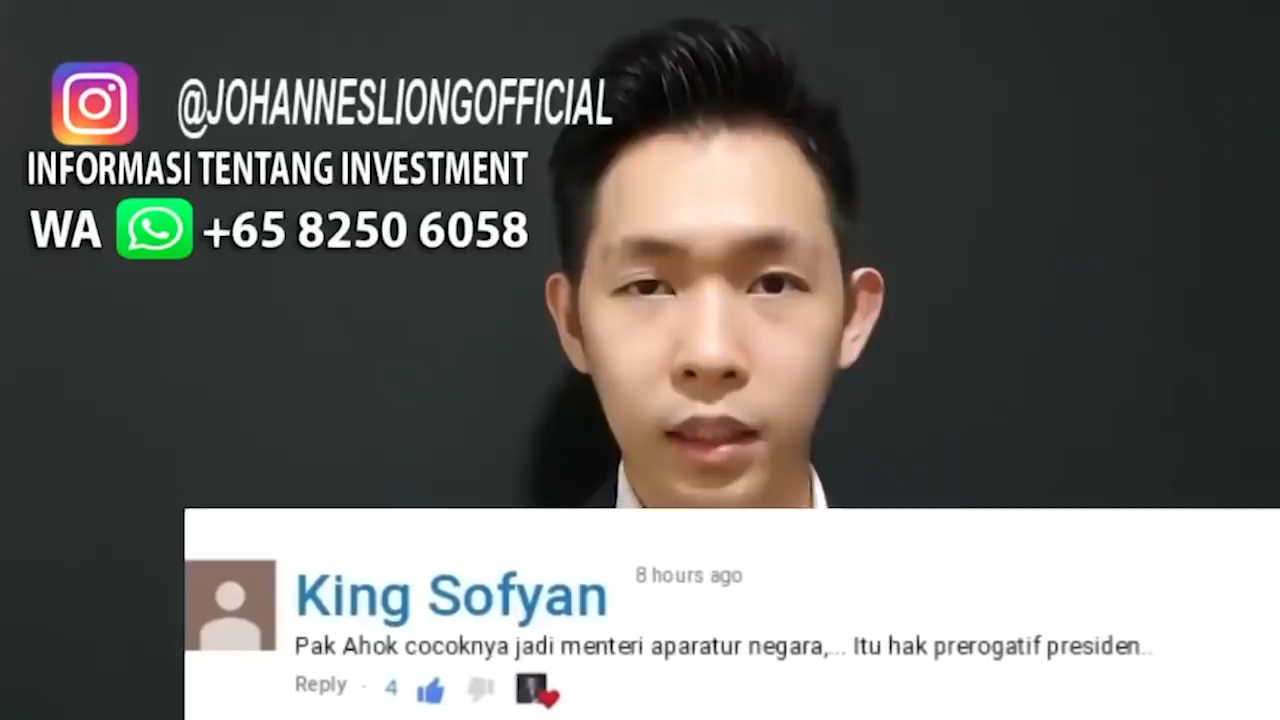 @JOHANNESLIONGOFFICIAL
INFORMASI TENTANG INVESTMENT
WA +65 8250 6058
King Sofyan 8 hours ago
Pak Ahok cocoknya jadi menteri aparatur negara,... Itu hak prerogatif presiden..
Reply - 4